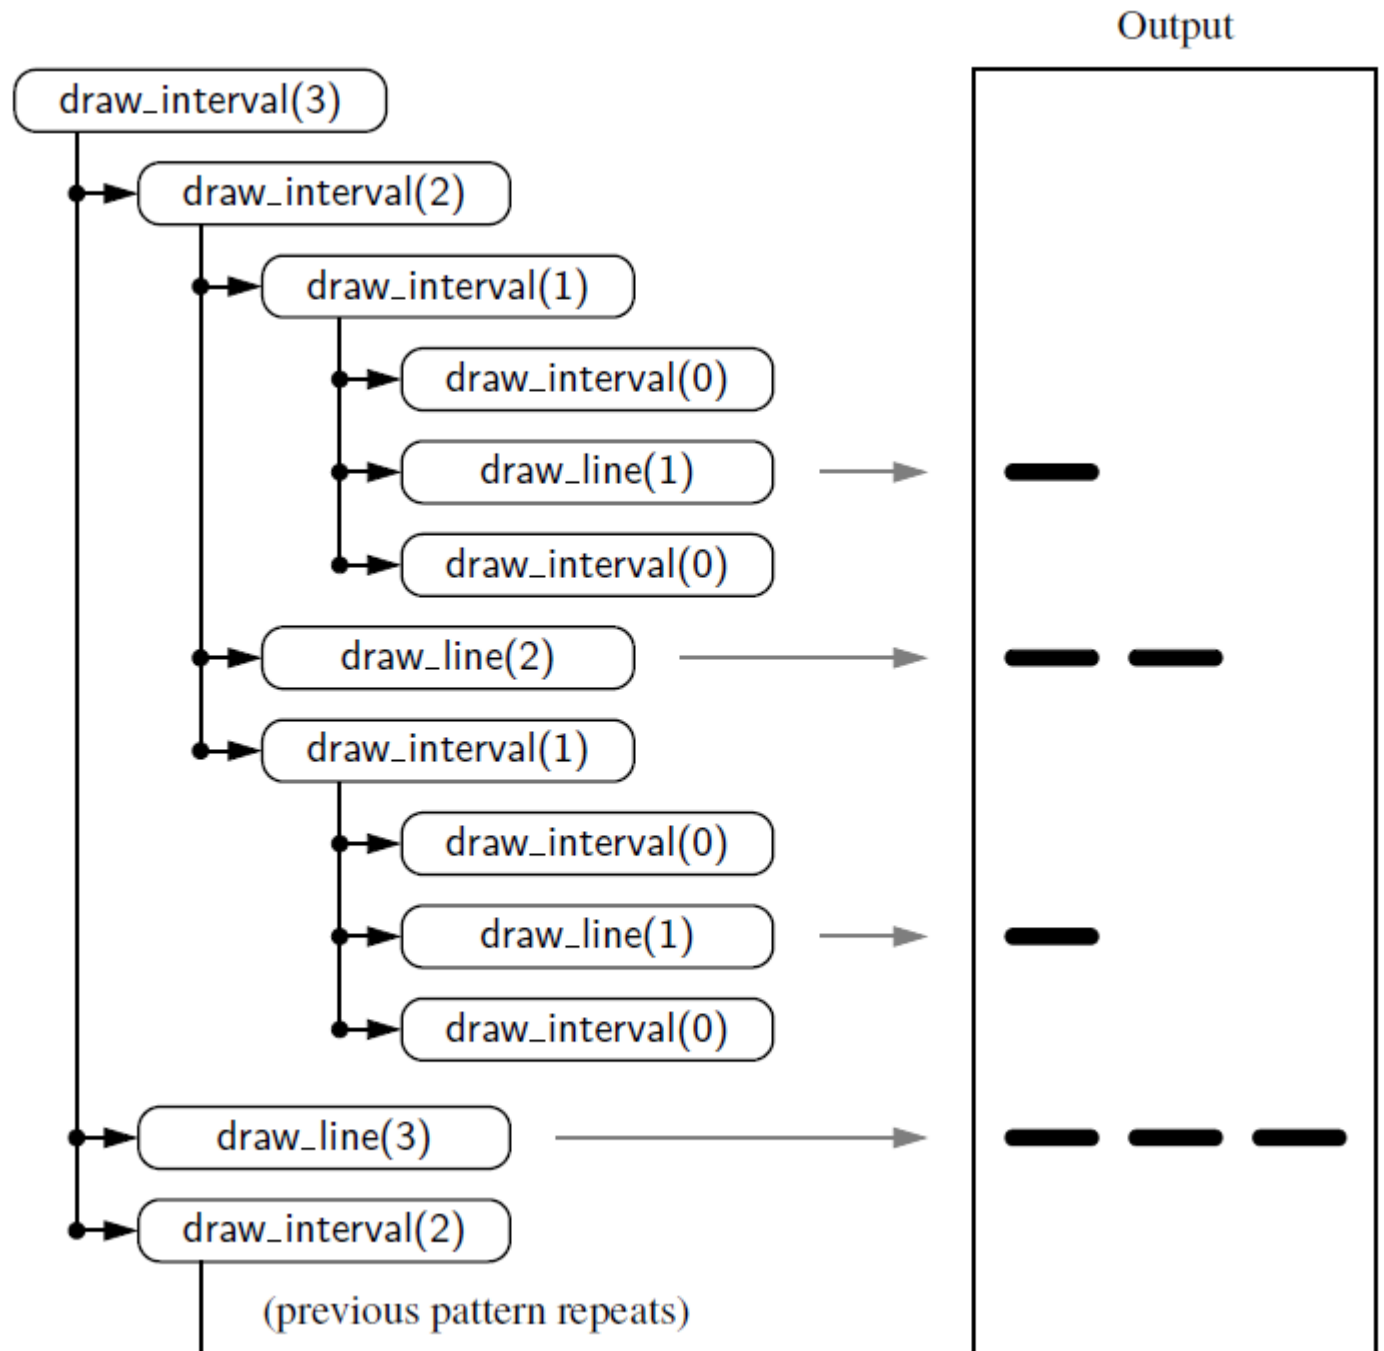 Output
draw_interval(3)
draw_interval(2)
draw_interval(1)
draw_interval(0)
draw_line(1)
draw_interval(0)
draw_line(2)
draw_interval(1)
draw_interval(0)
draw_line(1)
draw_interval(0)
draw_line(3)
draw_interval(2)
(previous pattern repeats)